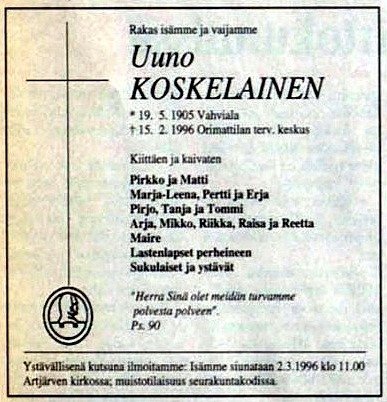 Rakas isämme ja vaijamme
Uuno
KOSKELAINEN
* 19. 5. 1905 Vahviala
† 15. 2. 1996 Orimattilan terv. keskus
Kiittäen ja kaivaten
Pirkko ja Matti
Marja-Leena, Pertti ja Erja
Pirjo, Tanja ja Tommi
Arja, Mikko, Riikka, Raisa ja Reetta
Maire
Lastenlapset perheineen
Sukulaiset ja ystävät
"Herra Sinä olet meidän turvamme
polvesta polveen".
Ps. 90
Ystävällisenä kutsuna ilmoitamme: Isämme siunataan 2.3.1996 klo 11.00
Artjärven kirkossa; muistotilaisuus seurakuntakodissa.